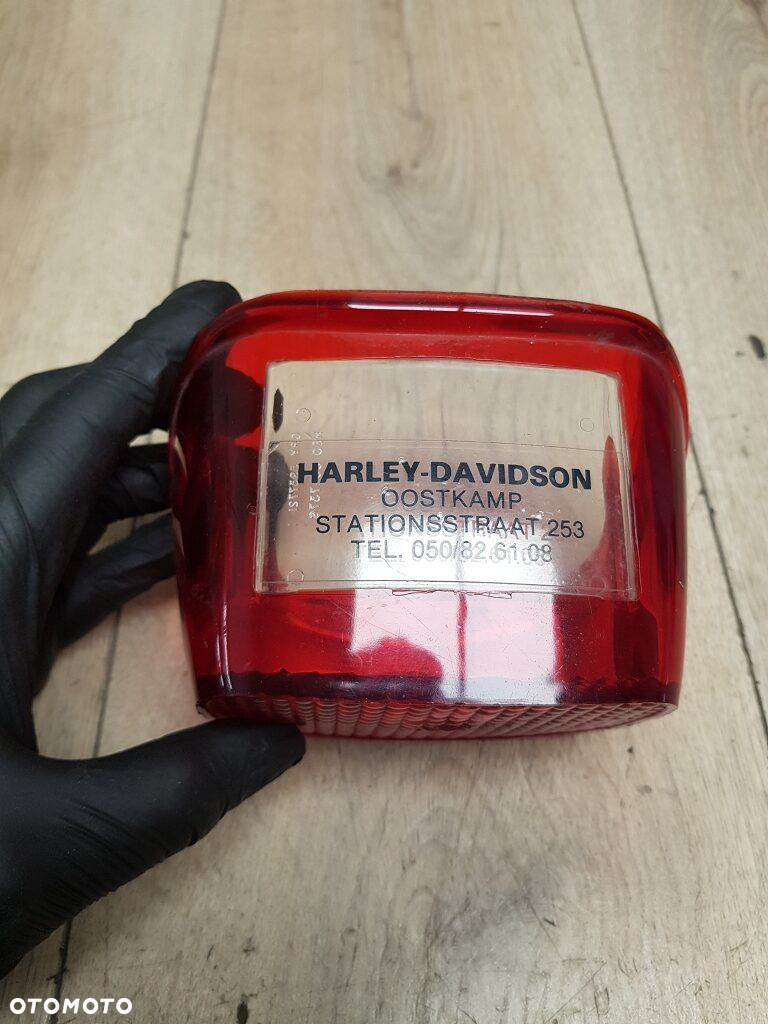 HARLEY-DAVIDSON
OOSTKAMP
STATIONSSTRAAT 253
TEL. 050/82.61.08
OTOMOTO